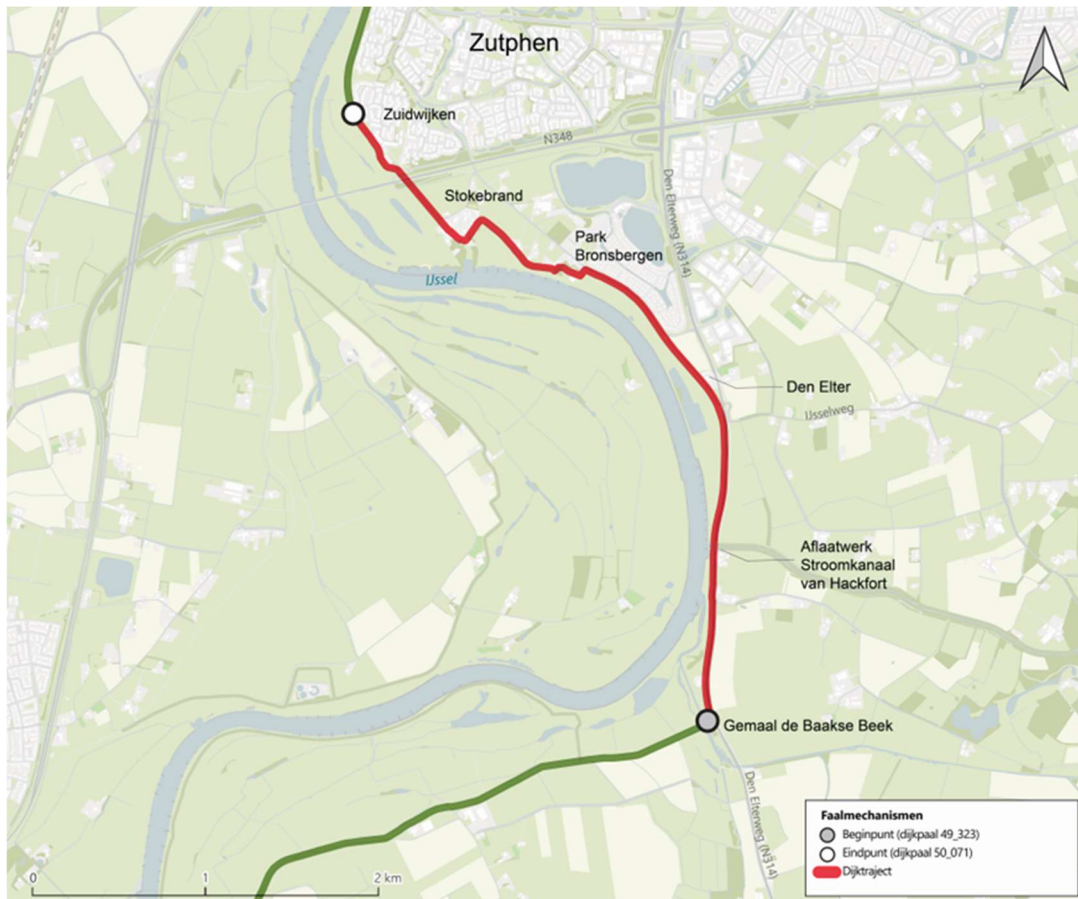 Zutphen
Zuidwijken
N348
Stokebrand
Den Elterweg (N314)
Park
Bronsbergen
IJssel
Den Elter
IJsselweg
Aflaatwerk
Stroomkanaal
van Hackfort
Gemaal de Baakse Beek
Den Elterweg (N314)
Faalmechanismen
Beginpunt (dijkpaal 49_323)
Eindpunt (dijkpaal 50_071)
Dijktraject
0 1 2 km